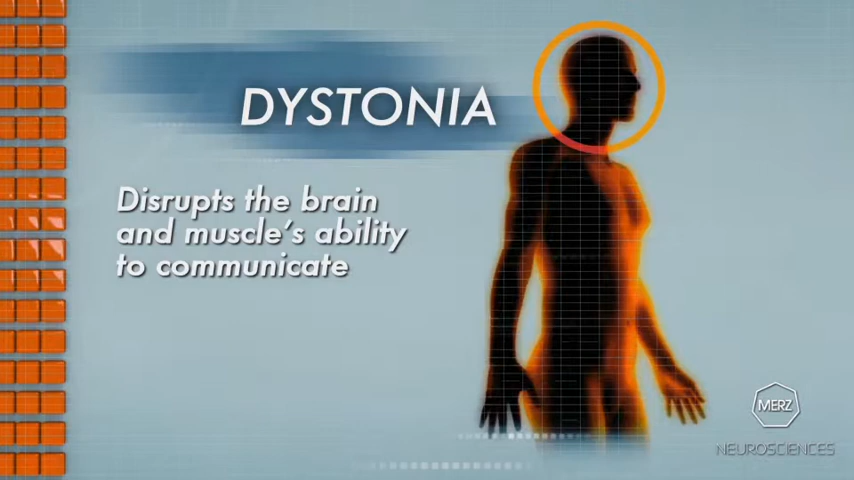 DYSTONIA
Disrupts the brain
and muscle's ability
to communicate
MERZ
NEUROSCIENCES